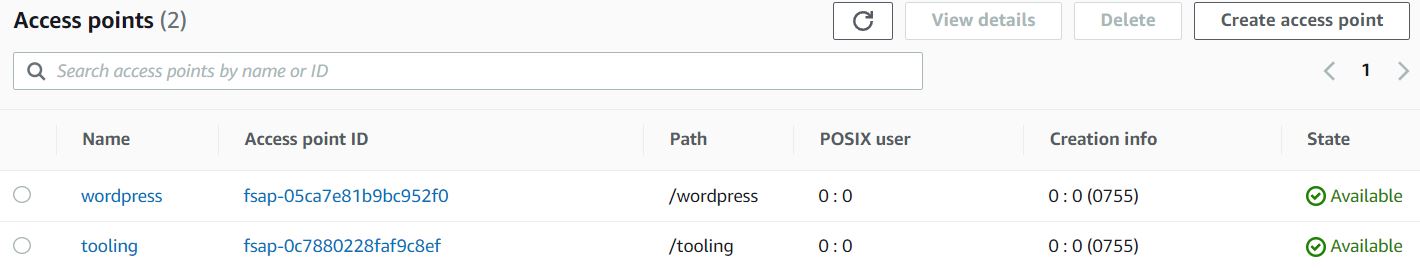 Access points (2)
View details
Delete
Create access point
Search access points by name or ID
1
Name Access point ID Path POSIX user Creation info State
wordpress fsap-05ca7e81b9bc952f0 /wordpress 0 : 0 0 : 0 (0755) Available
tooling fsap-0c7880228faf9c8ef /tooling 0 : 0 0 : 0 (0755) Available